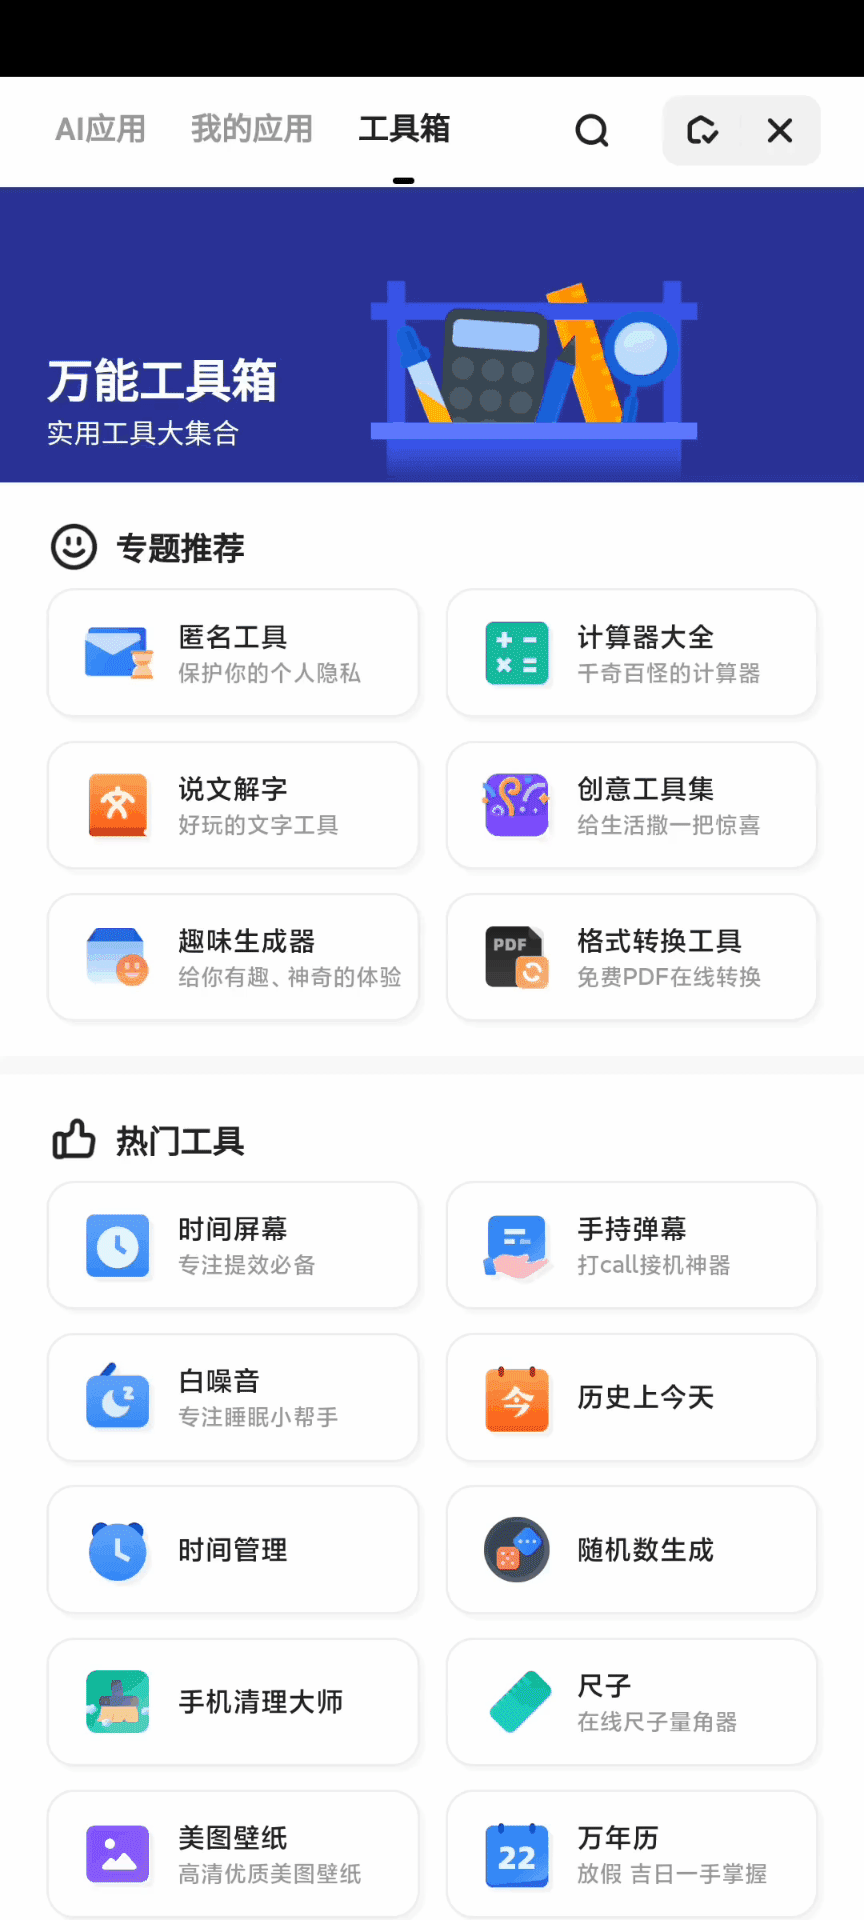 AI应用 我的应用 工具箱
万能工具箱
实用工具大集合
专题推荐
匿名工具
保护你的个人隐私
计算器大全
千奇百怪的计算器
说文解字
好玩的文字工具
文
创意工具集
给生活撒一把惊喜
趣味生成器
给你有趣、神奇的体验
PDF
格式转换工具
免费PDF在线转换
热门工具
时间屏幕
专注提效必备
手持弹幕
打call接机神器
z
白噪音
专注睡眠小帮手
今
历史上今天
时间管理
随机数生成
手机清理大师
尺子
在线尺子量角器
美图壁纸
高清优质美图壁纸
22
万年历
放假 吉日一手掌握